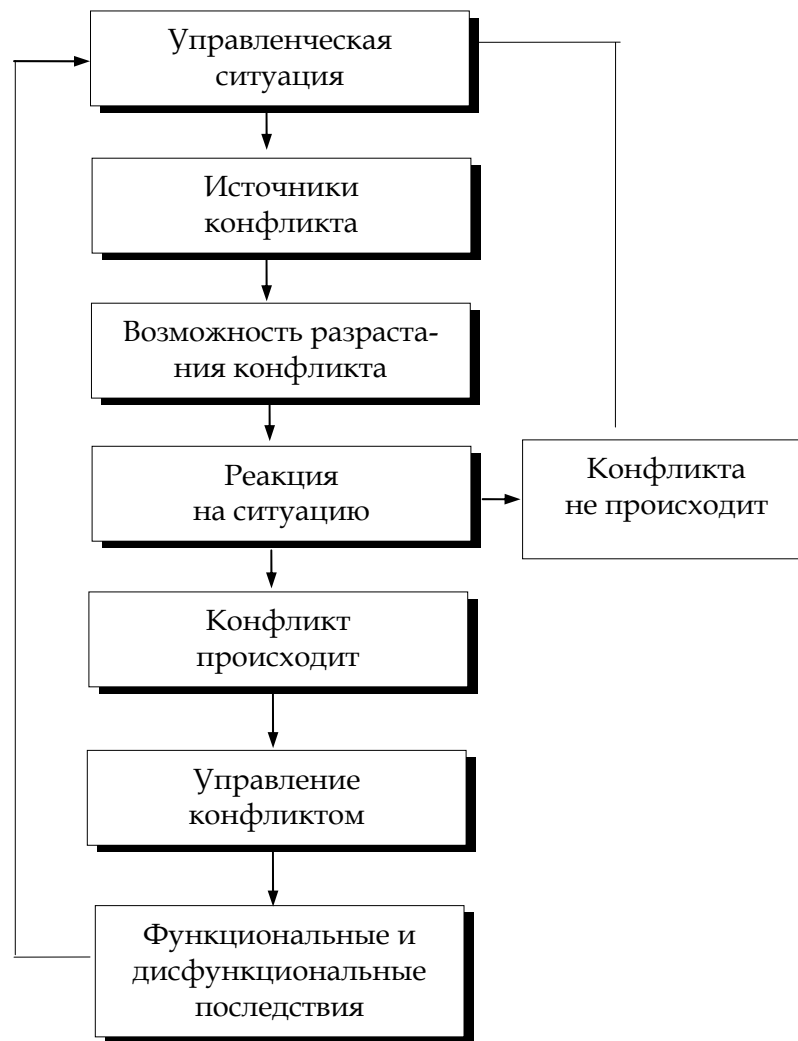 Управленческая
ситуация
Источники
конфликта
Возможность разраста-
ния конфликта
Реакция
на ситуацию
Конфликта
не происходит
Конфликт
происходит
Управление
конфликтом
Функциональные и
дисфункциональные
последствия